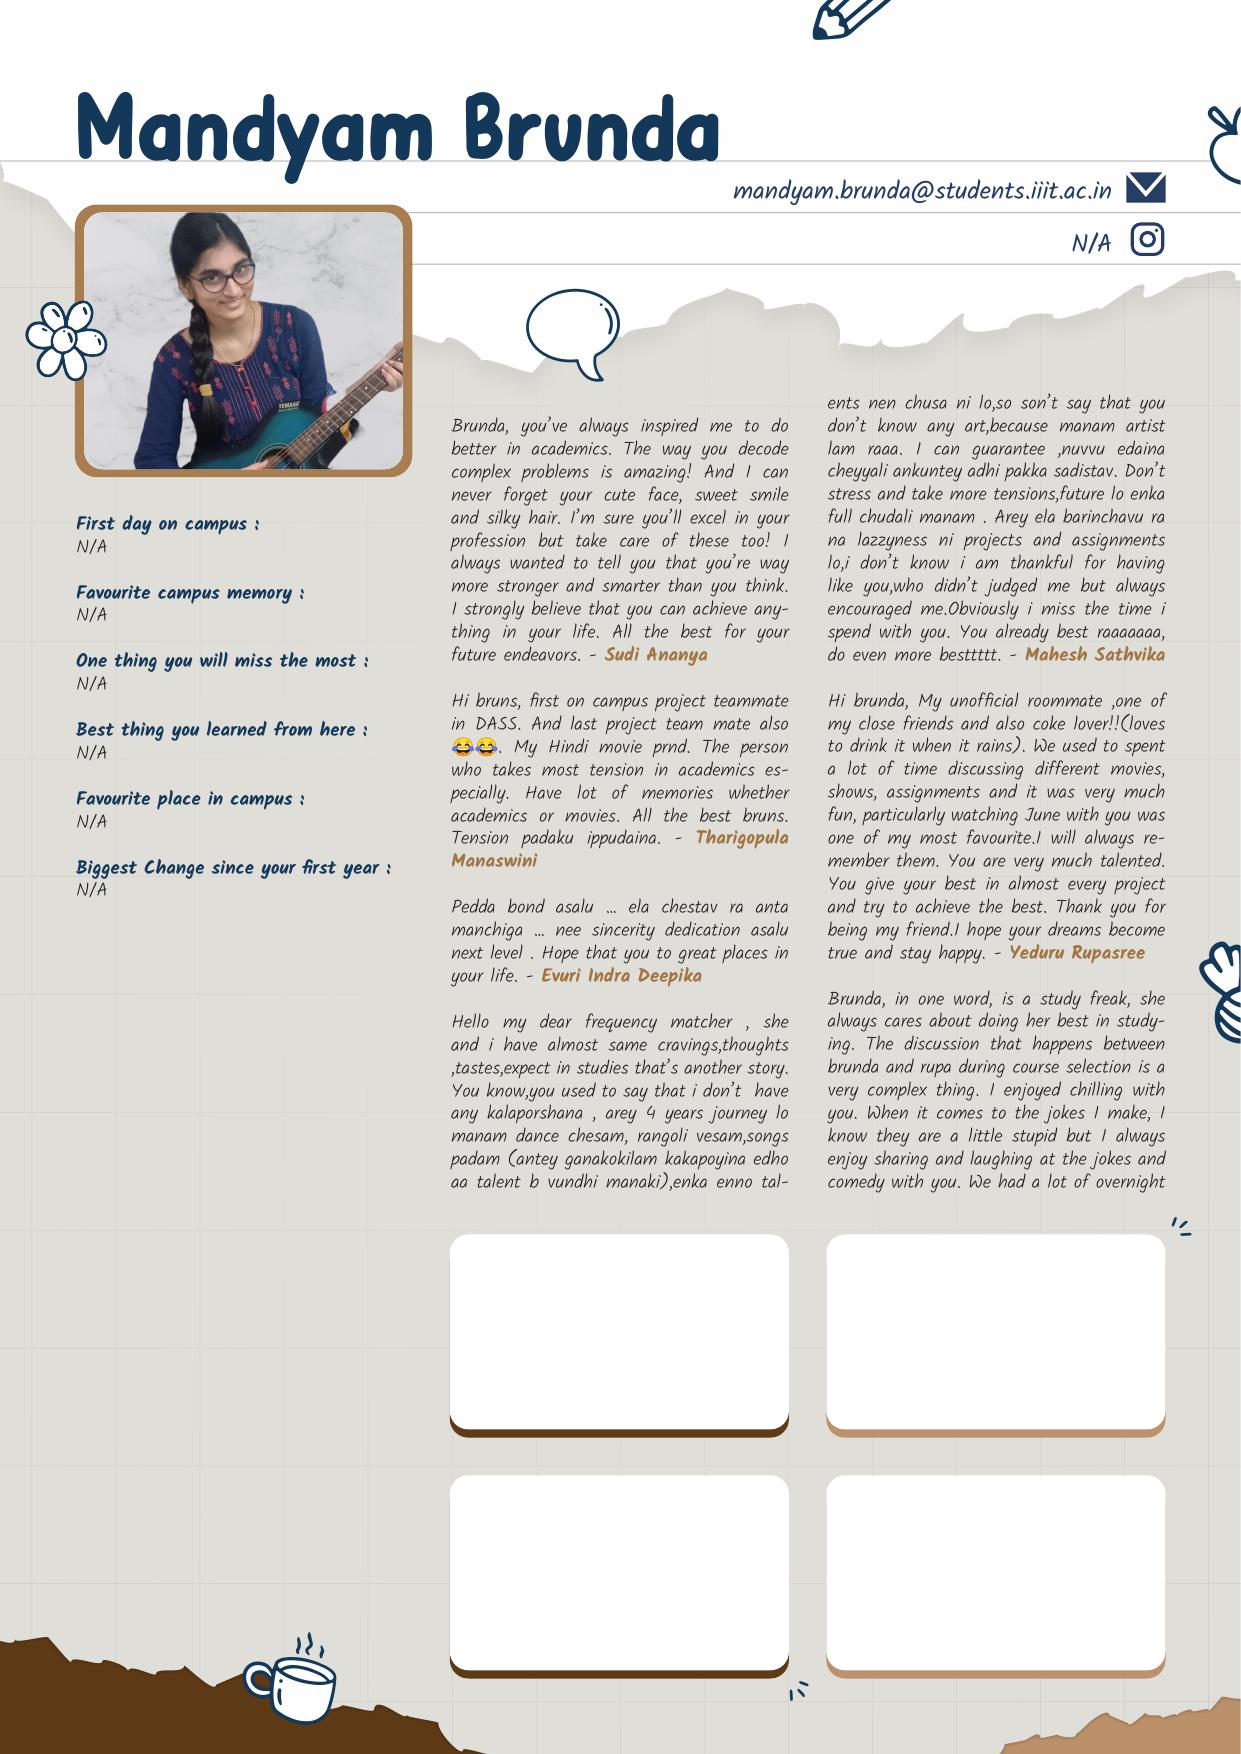 Mandyam Brunda
mandyam.brunda@students.iiit.ac.in
N/A
First day on campus :
N/A
Favourite campus memory :
N/A
One thing you will miss the most :
N/A
Best thing you learned from here :
N/A
Favourite place in campus :
N/A
Biggest Change since your first year :
N/A
Brunda, you've always inspired me to do
better in academics. The way you decode
complex problems is amazing! And I can
never forget your cute face, sweet smile
and silky hair. I'm sure you'll excel in your
profession but take care of these too! I
always wanted to tell you that you're way
more stronger and smarter than you think.
I strongly believe that you can achieve any-
thing in your life. All the best for your
future endeavors. - Sudi Ananya
Hi bruns, first on campus project teammate
in DASS. And last project team mate also
😂😂. My Hindi movie prnd. The person
who takes most tension in academics es-
pecially. Have lot of memories whether
academics or movies. All the best bruns.
Tension padaku ippudaina. - Tharigopula
Manaswini
Pedda bond asalu ... ela chestav ra anta
manchiga ... nee sincerity dedication asalu
next level . Hope that you to great places in
your life. - Evuri Indra Deepika
Hello my dear frequency matcher , she
and i have almost same cravings,thoughts
,tastes,expect in studies that's another story.
You know,you used to say that i don't have
any kalaporshana , arey 4 years journey lo
manam dance chesam, rangoli vesam,songs
padam (antey ganakokilam kakapoyina edho
aa talent b vundhi manaki),enka enno tal-
ents nen chusa ni lo,so son't say that you
don't know any art,because manam artist
lam raaa. I can guarantee ,nuvvu edaina
cheyyali ankuntey adhi pakka sadistav. Don't
stress and take more tensions,future lo enka
full chudali manam . Arey ela barinchavu ra
na lazzyness ni projects and assignments
lo,i don't know i am thankful for having
like you,who didn't judged me but always
encouraged me.Obviously i miss the time i
spend with you. You already best raaaaaaa,
do even more besttttt. - Mahesh Sathvika
Hi brunda, My unofficial roommate ,one of
my close friends and also coke lover!!(loves
to drink it when it rains). We used to spent
a lot of time discussing different movies,
shows, assignments and it was very much
fun, particularly watching June with you was
one of my most favourite.I will always re-
member them. You are very much talented.
You give your best in almost every project
and try to achieve the best. Thank you for
being my friend.I hope your dreams become
true and stay happy. - Yeduru Rupasree
Brunda, in one word, is a study freak, she
always cares about doing her best in study-
ing. The discussion that happens between
brunda and rupa during course selection is a
very complex thing. I enjoyed chilling with
you. When it comes to the jokes I make, I
know they are a little stupid but I always
enjoy sharing and laughing at the jokes and
comedy with you. We had a lot of overnight